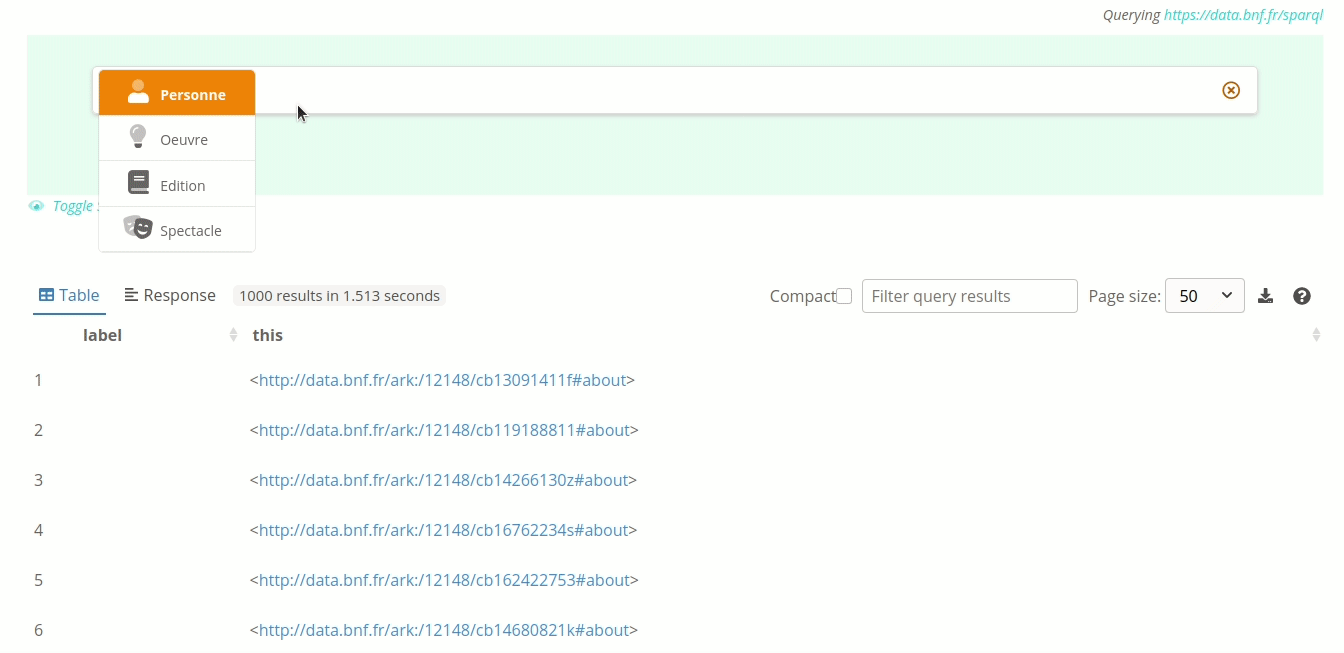 Querying https://data.bnf.fr/sparql
Personne
Oeuvre
Edition
Toggle
Spectacle
Table Response 1000 results in 1.513 seconds Compact Filter query results Page size: 50
label this
1 <http://data.bnf.fr/ark:/12148/cb13091411f#about>
2 <http://data.bnf.fr/ark:/12148/cb119188811#about>
3 <http://data.bnf.fr/ark:/12148/cb14266130z#about>
4 <http://data.bnf.fr/ark:/12148/cb16762234s#about>
5 <http://data.bnf.fr/ark:/12148/cb162422753#about>
6 <http://data.bnf.fr/ark:/12148/cb14680821k#about>